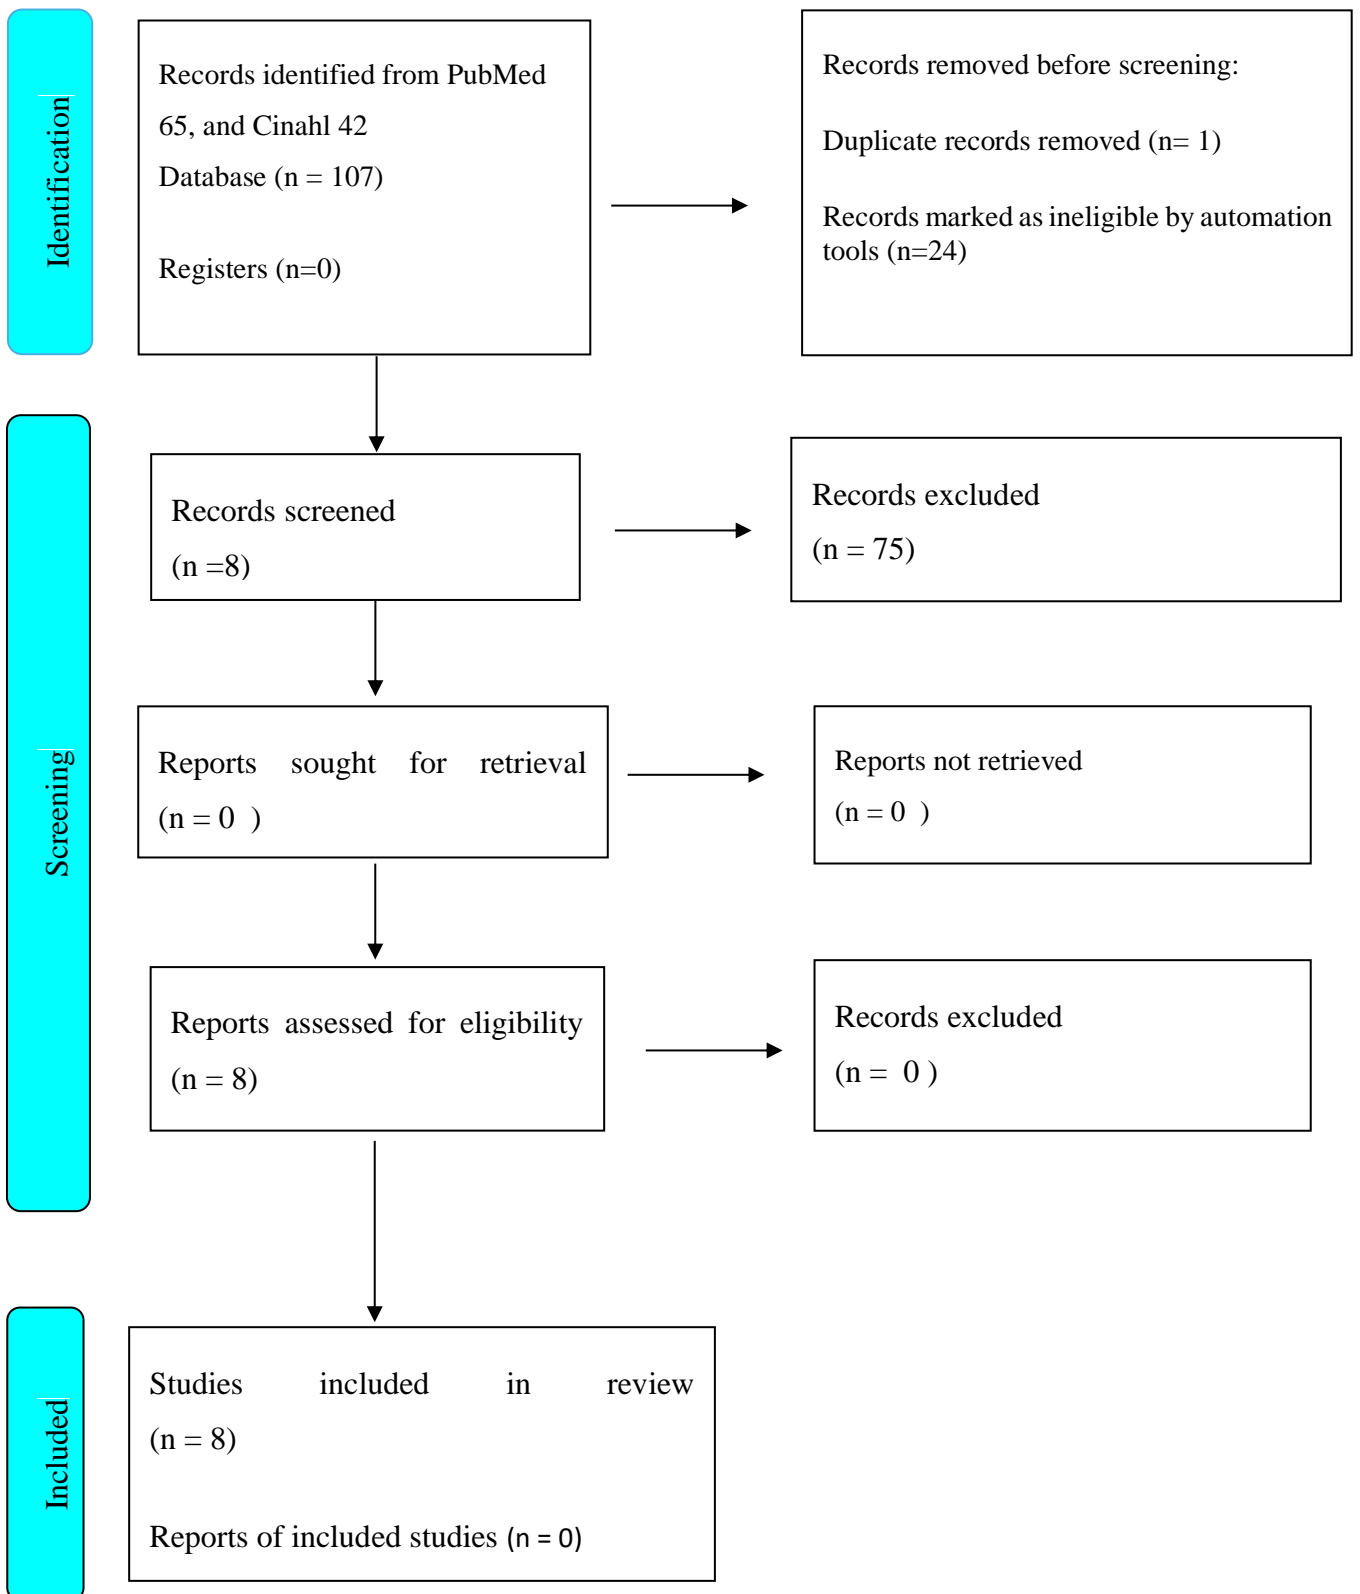 Identification
Records identified from PubMed
65, and Cinahl 42
Database (n = 107)
Registers (n=0)
Records removed before screening:
Duplicate records removed (n= 1)
Records marked as ineligible by automation
tools (n=24)
Screening
Records screened
(n =8)
Records excluded
(n = 75)
Reports sought for retrieval
(n = 0 )
Reports not retrieved
(n = 0 )
Reports assessed for eligibility
(n = 8)
Records excluded
(n = 0 )
Included
Studies included in review
(n = 8)
Reports of included studies (n = 0)